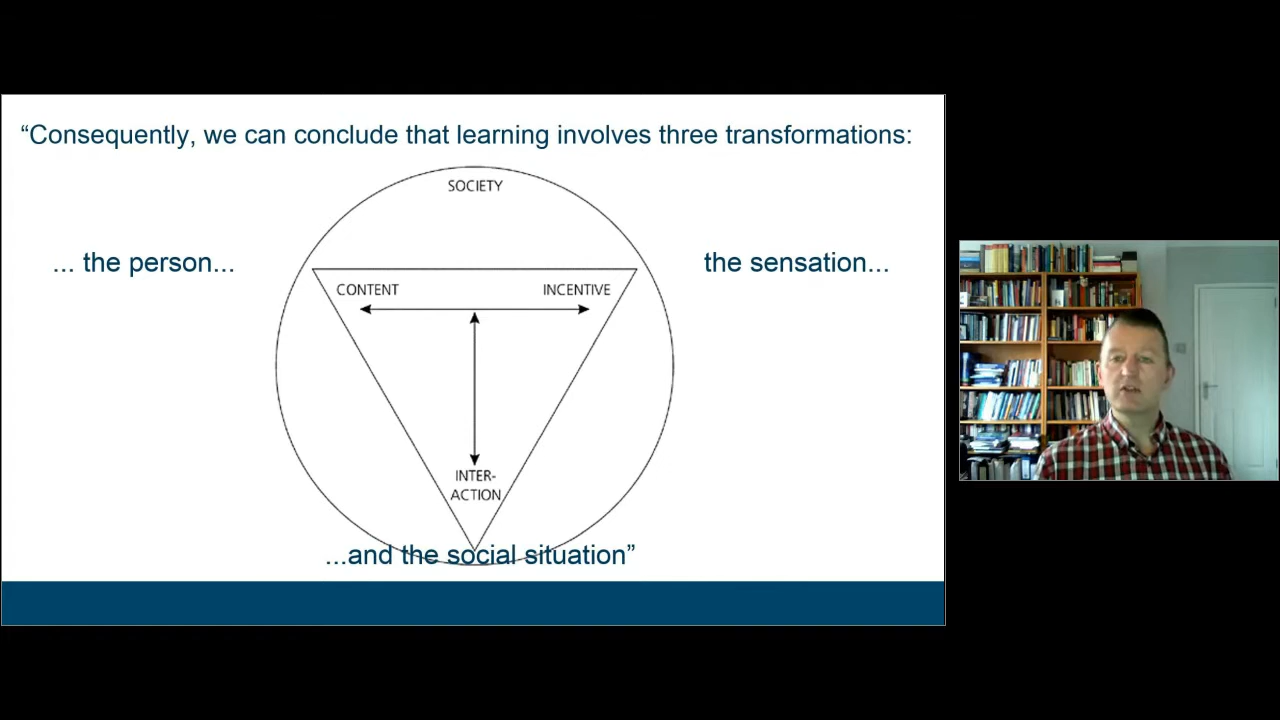 “Consequently, we can conclude that learning involves three transformations:
SOCIETY
... the person...
the sensation...
CONTENT
INCENTIVE
INTER-
ACTION
...and the social situation”